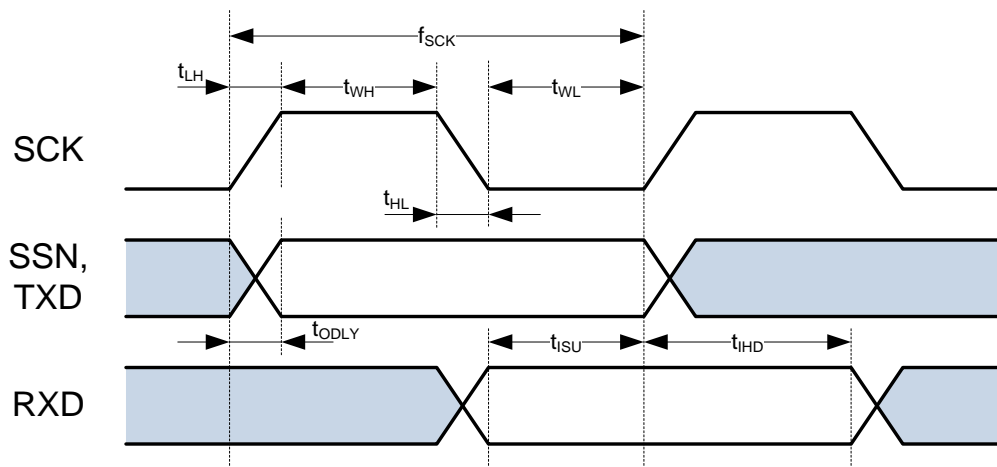 fSCK
tLH
tWH
tWL
SCK
tHL
SSN,
TXD
tODLY
tISU
tIHD
RXD